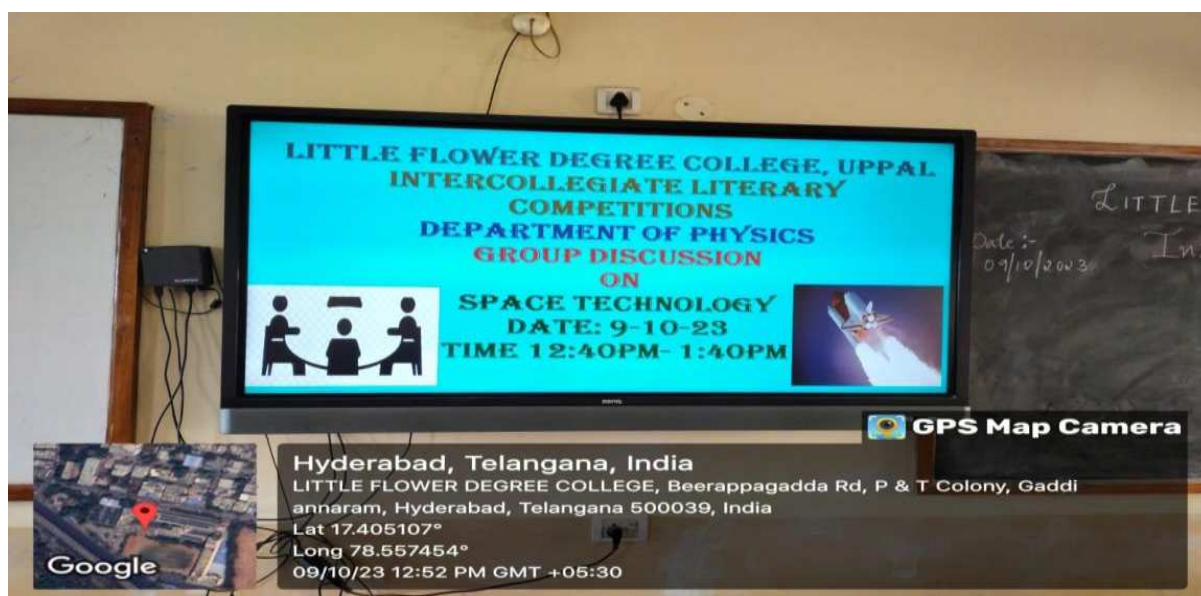 LITTLE FLOWER DEGREE COLLEGE, UPPAL
INTERCOLLEGIATE LITERARY
COMPETITIONS
DEPARTMENT OF PHYSICS
GROUP DISCUSSION
ON
SPACE TECHNOLOGY
DATE: 9-10-23
TIME 12:40PM- 1:40PM
LITTLE
Date :-
09/10/2023
In
GPS Map Camera
Hyderabad, Telangana, India
LITTLE FLOWER DEGREE COLLEGE, Beerappagadda Rd, P & T Colony, Gaddi
annaram, Hyderabad, Telangana 500039, India
Lat 17.405107°
Long 78.557454°
09/10/23 12:52 PM GMT +05:30
Google